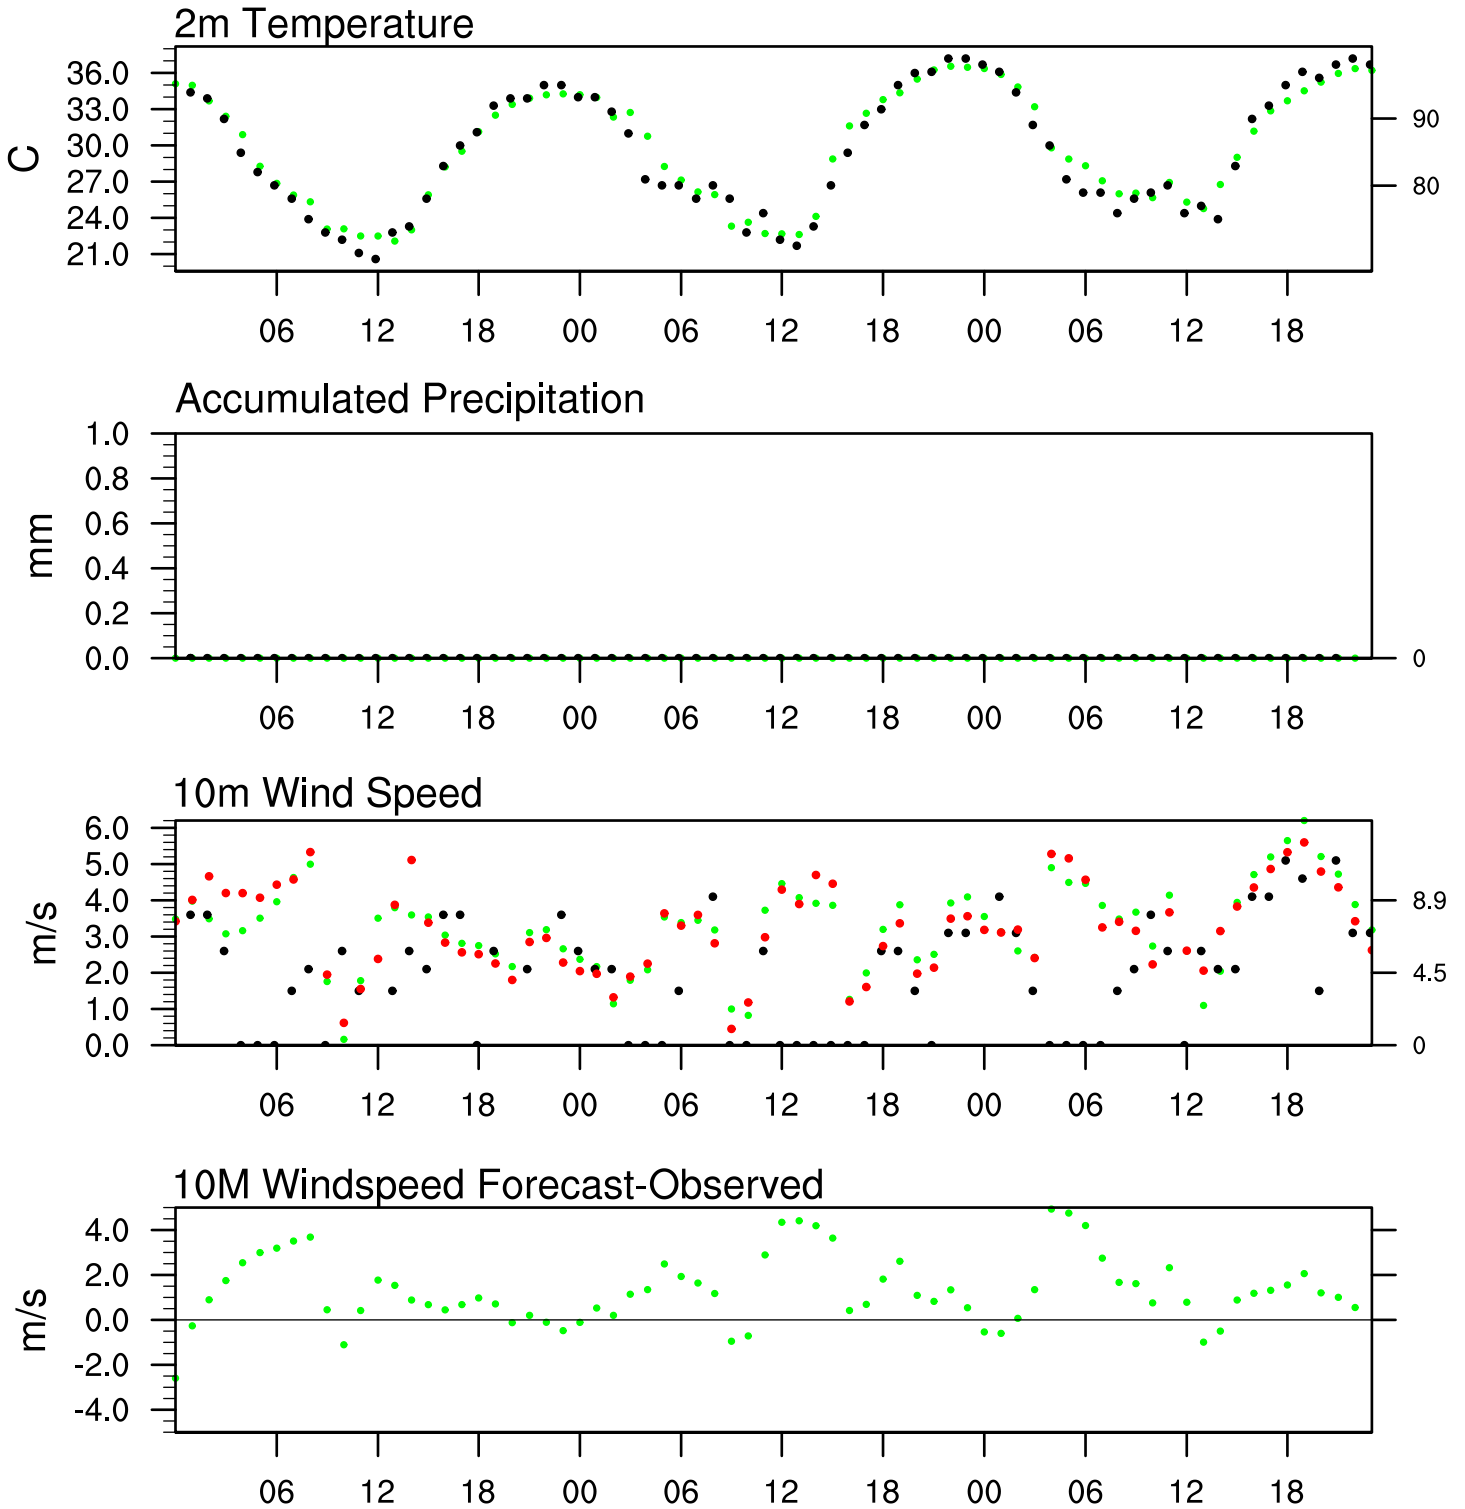 2m Temperature
36.0
33.0
30.0
27.0
24.0
21.0
C
90
80
06 12 18 00 06 12 18 00 06 12 18
Accumulated Precipitation
1.0
0.8
0.6
0.4
0.2
0.0
mm
0
06 12 18 00 06 12 18 00 06 12 18
10m Wind Speed
6.0
5.0
4.0
3.0
2.0
1.0
0.0
m/s
8.9
4.5
0
06 12 18 00 06 12 18 00 06 12 18
10M Windspeed Forecast-Observed
4.0
2.0
0.0
-2.0
-4.0
m/s
06 12 18 00 06 12 18 00 06 12 18